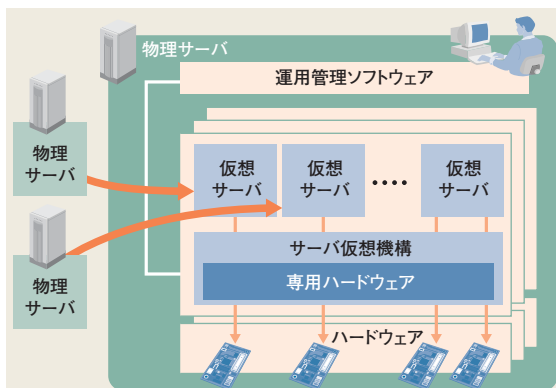 物理サーバ
運用管理ソフトウェア
物理
サーバ
仮想
サーバ
仮想
サーバ
••••
仮想
サーバ
サーバ仮想機構
専用ハードウェア
物理
サーバ
ハードウェア